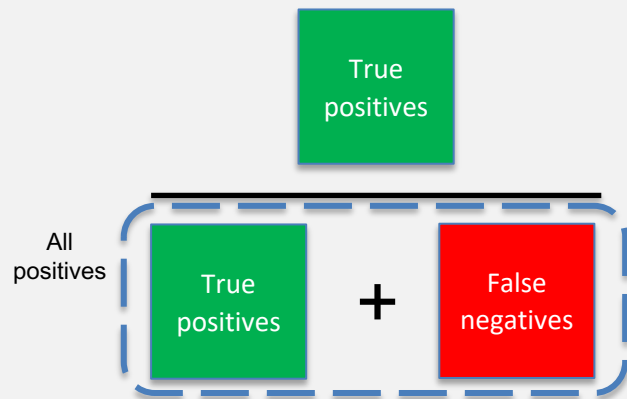 True
positives
All
positives
True
positives
+
False
negatives